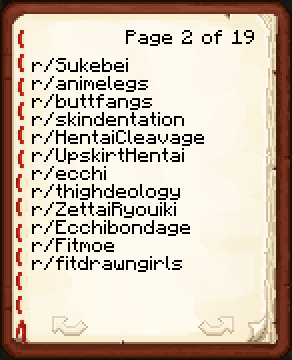 Page 2 of 19
r/Sukebei
r/animelegs
r/buttfangs
r/skindentation
r/HentaiCleavage
r/UpskirtHentai
r/ecchi
r/thighdeology
r/ZettaiRyouiki
r/Ecchibondage
r/Fitmoe
r/fitdrawngirls